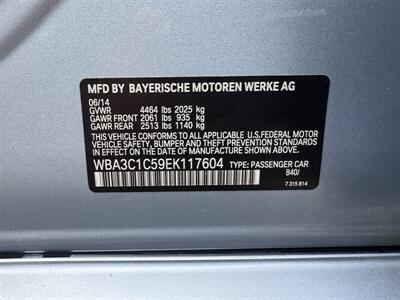 MFD BY BAYERISCHE MOTOREN WERKE AG
06/14
GVWR 4464 lbs 2025 kg
GAWR FRONT 2061 lbs 935 kg
GAWR REAR 2513 lbs 1140 kg
THIS VEHICLE CONFORMS TO ALL APPLICABLE U.S.FEDERAL MOTOR
VEHICLE SAFETY, BUMPER AND THEFT PREVENTION STANDARDS
IN EFFECT ON THE DATE OF MANUFACTURE SHOWN ABOVE.
WBA3C1C59EK117604 TYPE: PASSENGER CAR
B40/
7 315 814